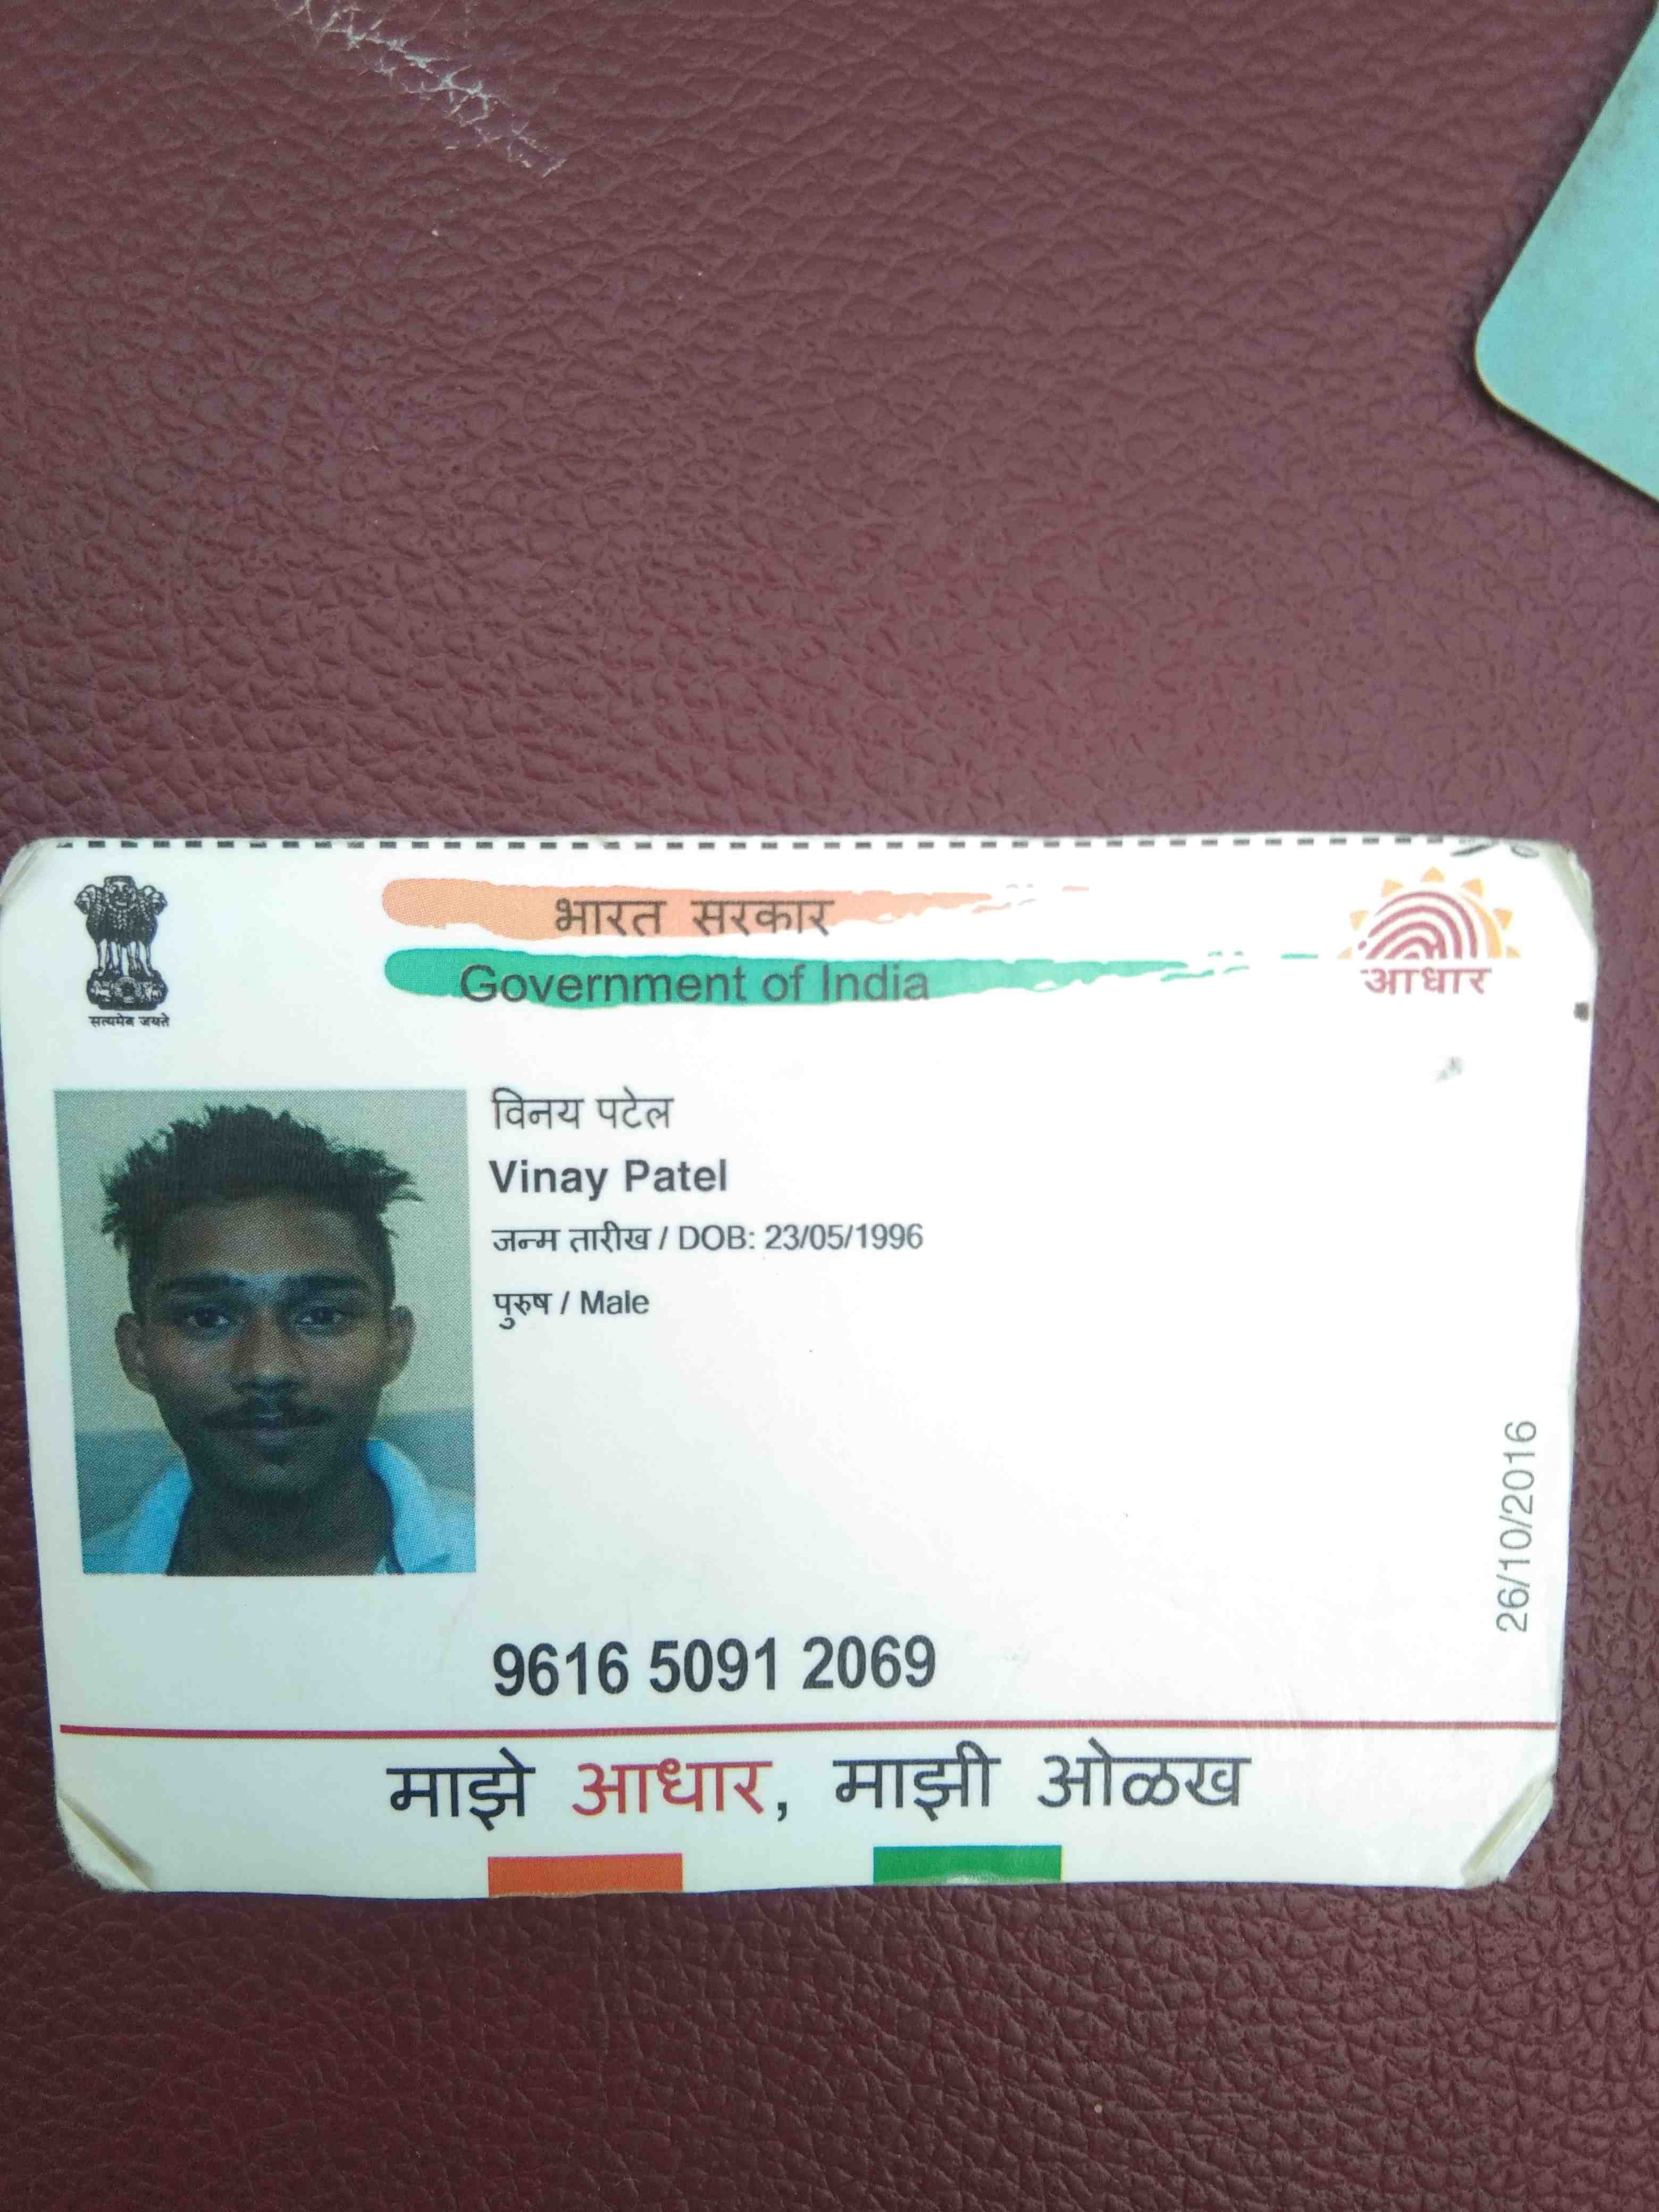 भारत सरकार
Government of India
सत्यमेव जयते
आधार
विनय पटेल
Vinay Patel
जन्म तारीख / DOB: 23/05/1996
पुरुष / Male
26/10/2016
9616 5091 2069
माझे आधार, माझी ओळख